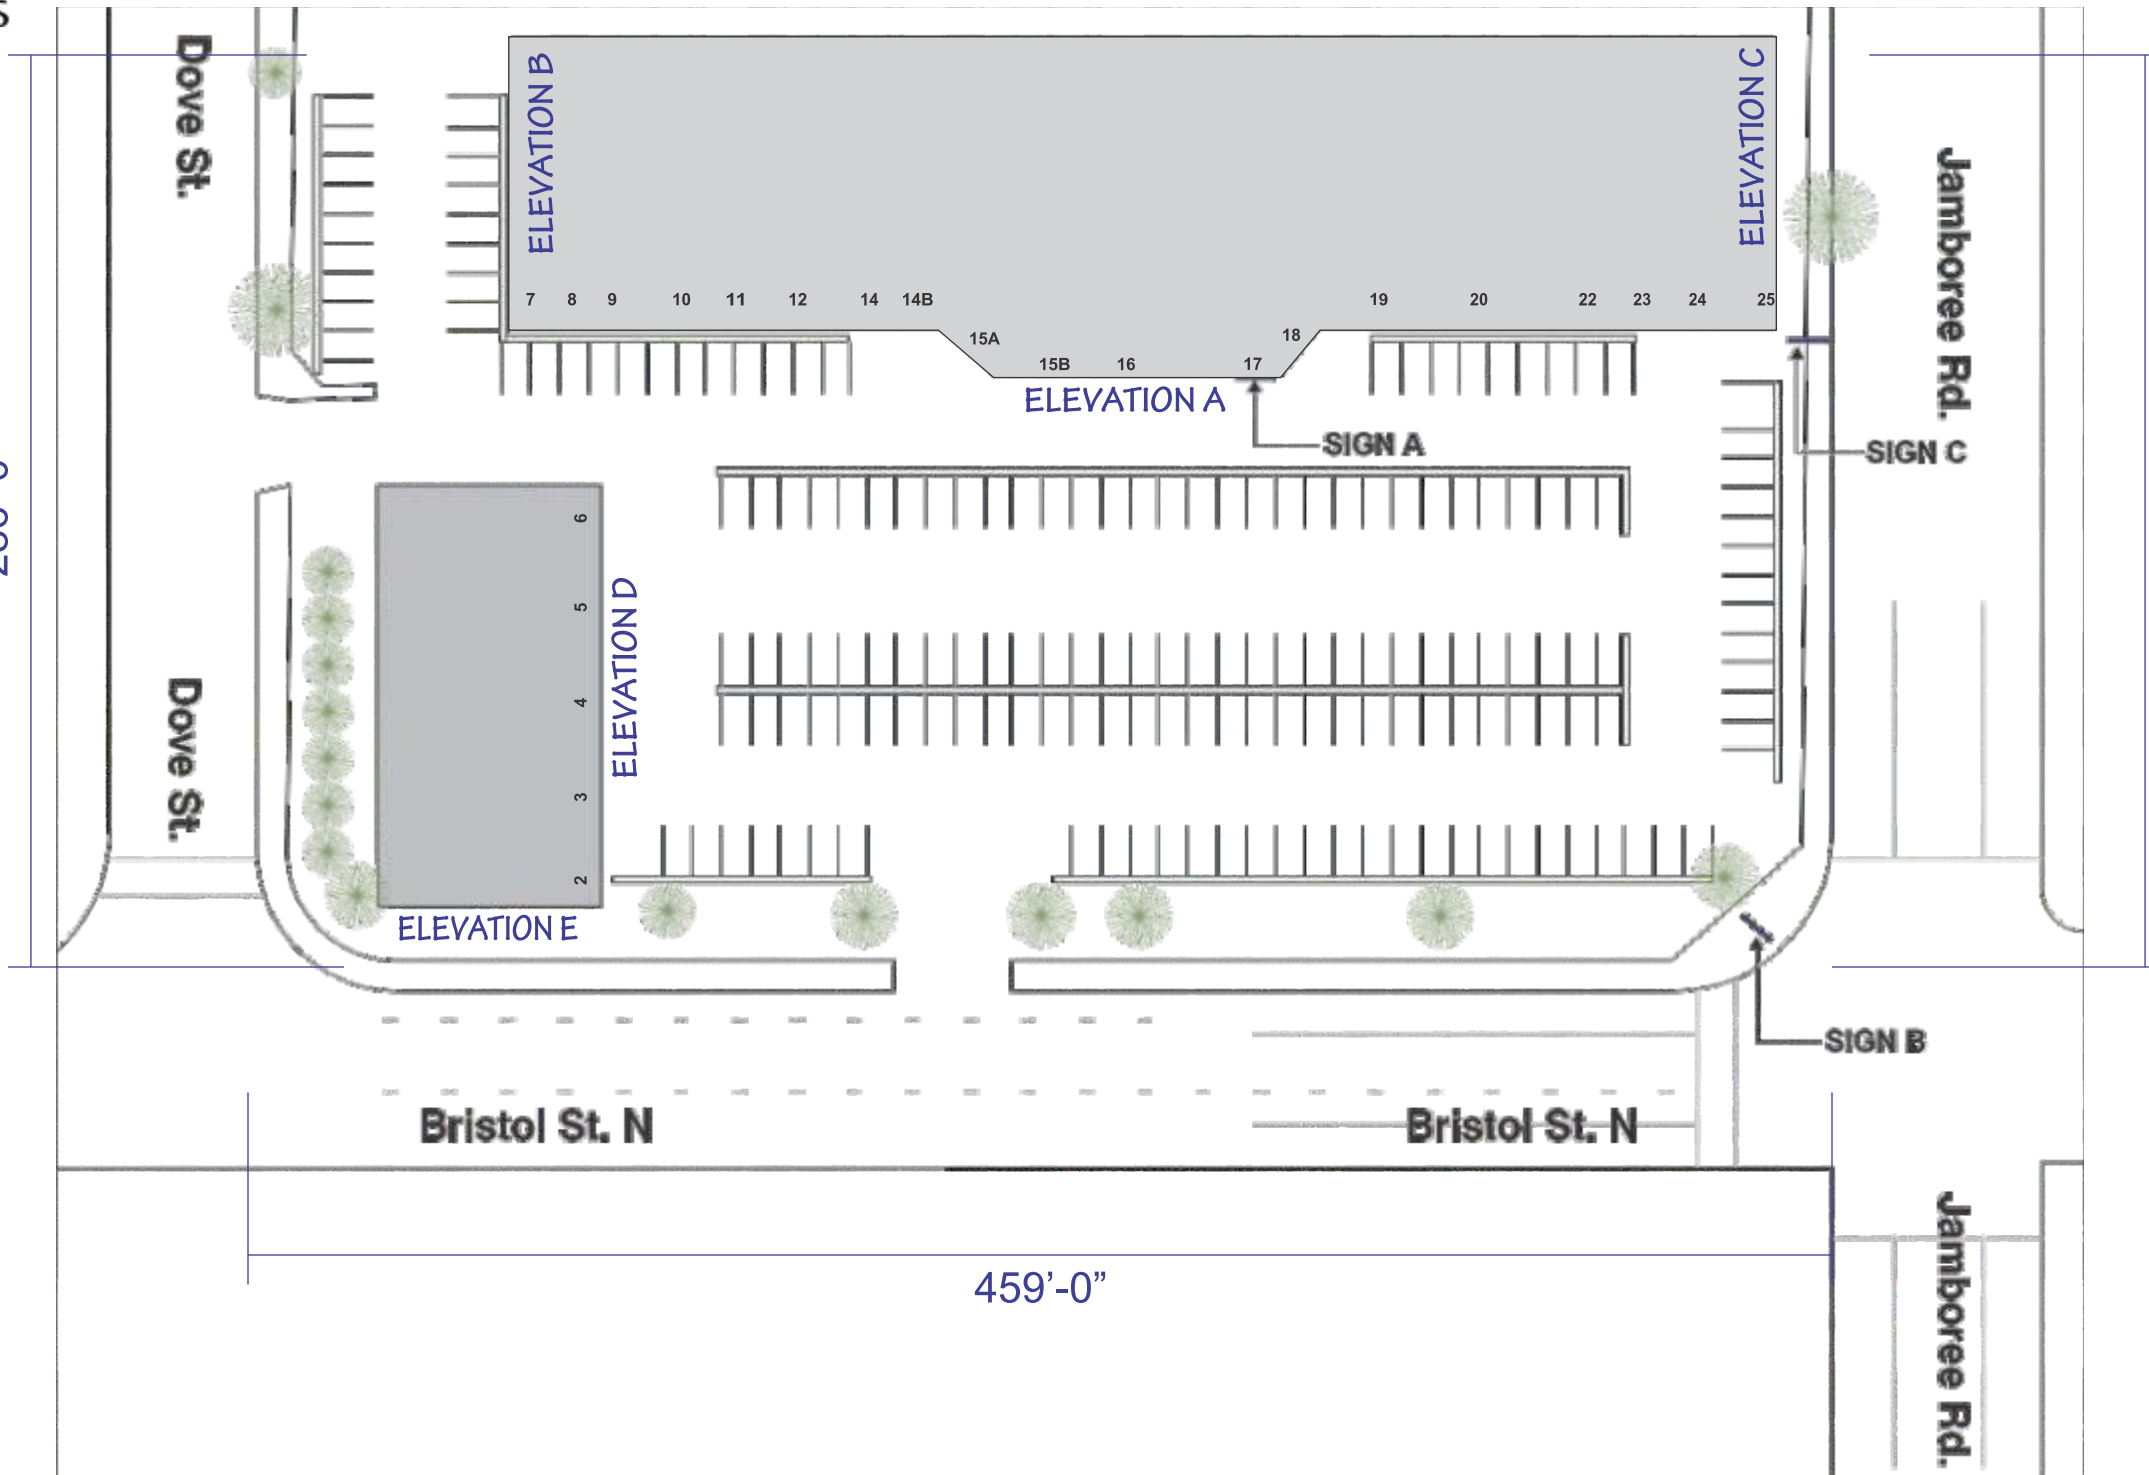 Dove St.
ELEVATION B
ELEVATION C
Jamboree Rd.
7 8 9 10 11 12 14 14B
15A
15B 16 17
18
19 20 22 23 24 25
ELEVATION A
SIGN A
SIGN C
6
5
4
3
2
ELEVATION D
Dove St.
ELEVATION E
SIGN B
Bristol St. N
Bristol St. N
459’-0”
Jamboree Rd.